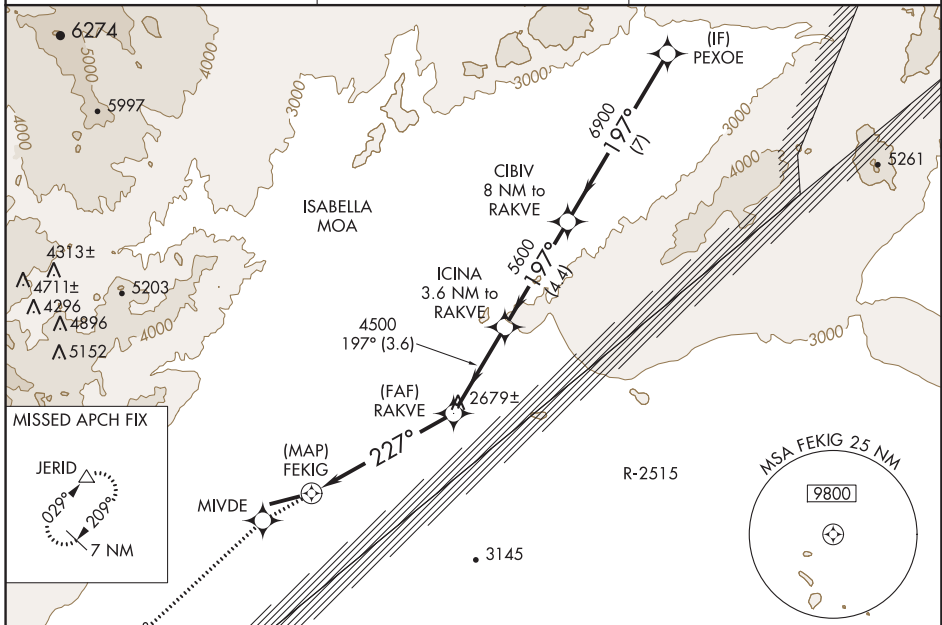 6274
5000
4000
5997
4000
3000
3000
(IF)
PEXOE
6900
197°
(7)
3000
4000
5261
CIBIV
8 NM to
RAKVE
ISABELLA
MOA
5600
197°
(4.4)
ICINA
3.6 NM to
RAKVE
4313±
4711±
4296
4896
5152
5203
4000
4500
197° (3.6)
3000
(FAF)
RAKVE
2679±
MISSED APCH FIX
JERID
029°
209°
7 NM
(MAP)
FEKIG
227°
MIVDE
R-2515
3145
MSA FEKIG 25 NM
9800